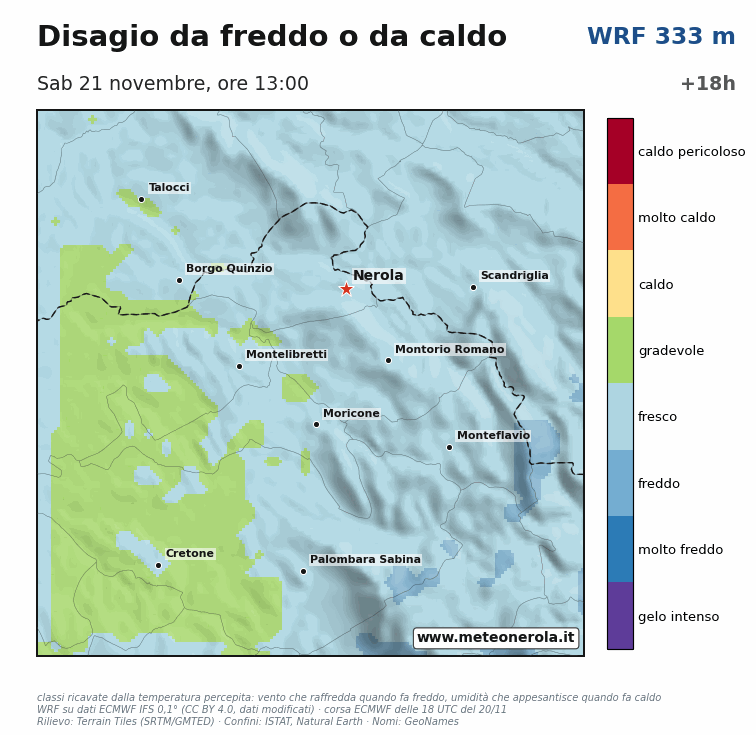 Disagio da freddo o da caldo
WRF 333 m
Sab 21 novembre, ore 13:00
+18h
Talocci
Borgo Quinzio
Nerola
Scandriglia
Montelibretti
Montorio Romano
Moricone
Monteflavio
Cretone
Palombara Sabina
www.meteonerola.it
caldo pericoloso
molto caldo
caldo
gradevole
fresco
freddo
molto freddo
gelo intenso
classi ricavate dalla temperatura percepita: vento che raffredda quando fa freddo, umidità che appesantisce quando fa caldo
WRF su dati ECMWF IFS 0,1° (CC BY 4.0, dati modificati) · corsa ECMWF delle 18 UTC del 20/11
Rilievo: Terrain Tiles (SRTM/GMTED) · Confini: ISTAT, Natural Earth · Nomi: GeoNames